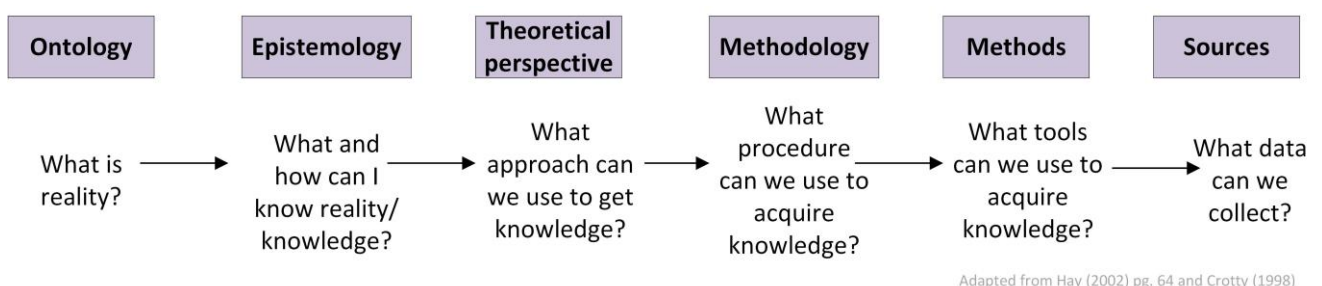 Ontology
Epistemology
Theoretical
perspective
Methodology
Methods
Sources
What is
reality?
What and
how can I
know reality/
knowledge?
What
approach can
we use to get
knowledge?
What
procedure
can we use to
acquire
knowledge?
What tools
can we use to
acquire
knowledge?
What data
can we
collect?
Adapted from Hay (2002) pg. 64 and Crotty (1998)